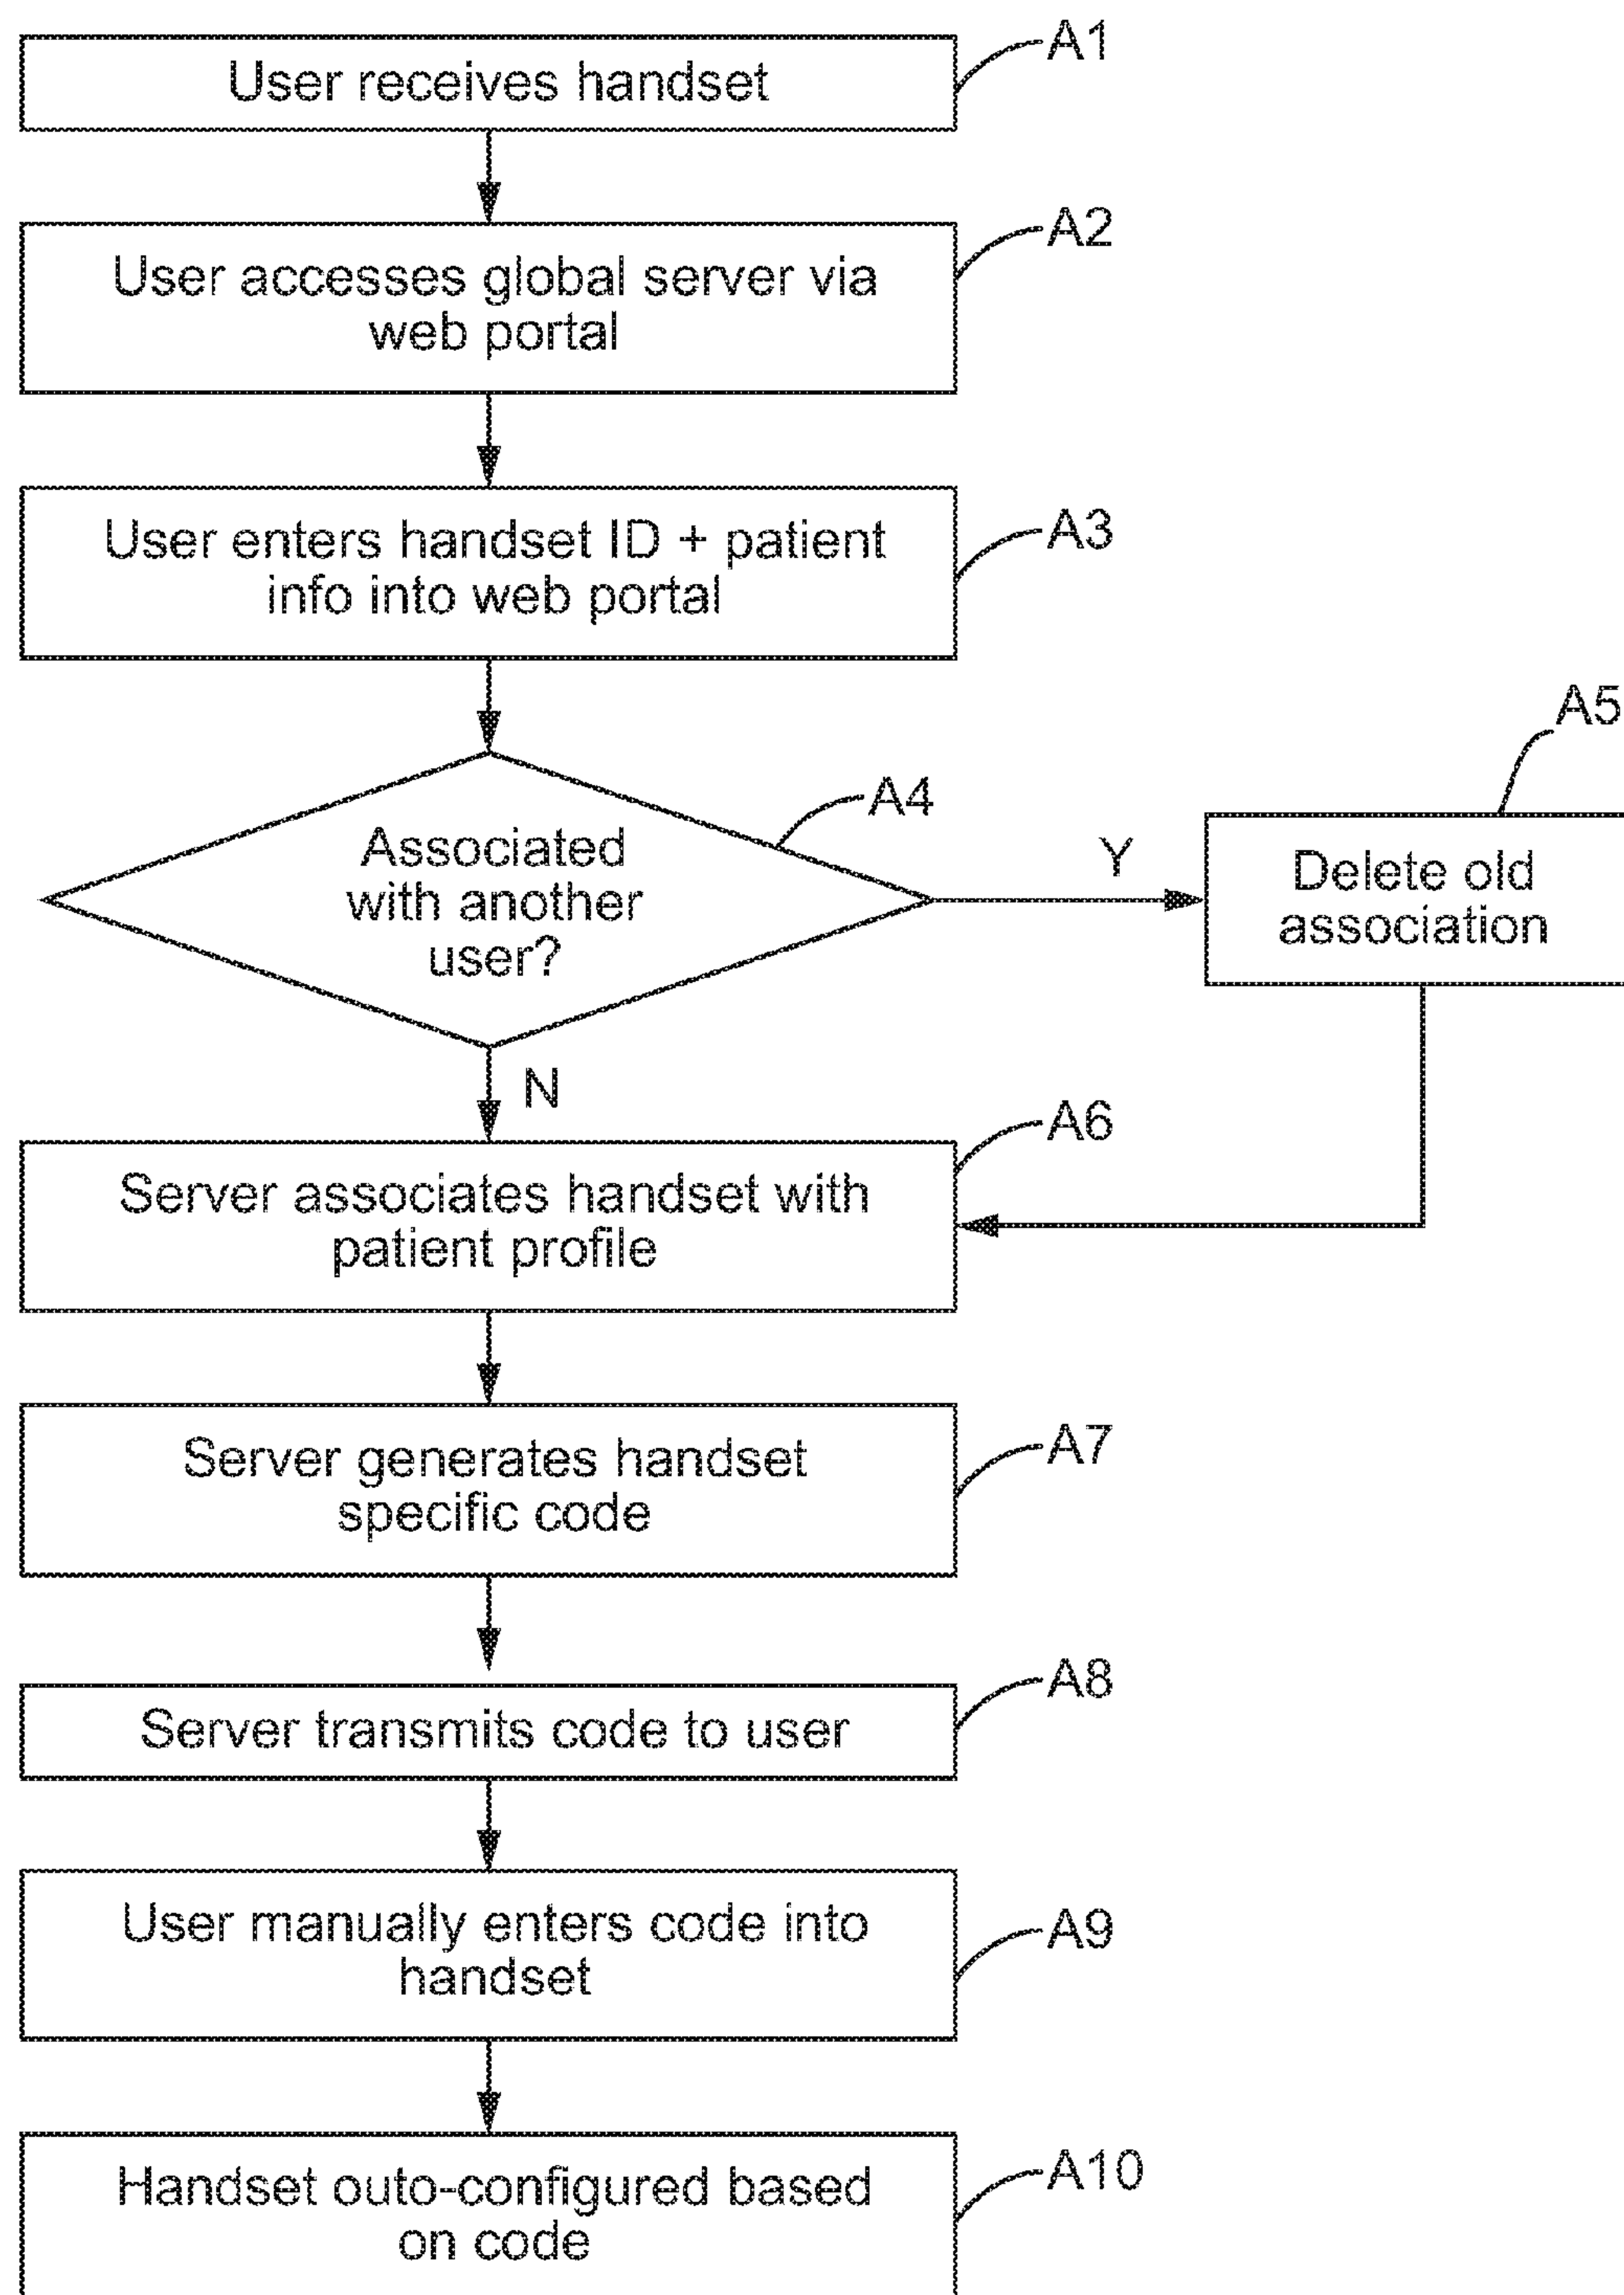 User receives handset
A1
User accesses global server via
web portal
A2
User enters handset ID + patient
info into web portal
A3
Associated
with another
user?
A4
Y
Delete old
association
A5
N
Server associates handset with
patient profile
A6
Server generates handset
specific code
A7
Server transmits code to user
A8
User manually enters code into
handset
A9
Handset outo-configured based
on code
A10